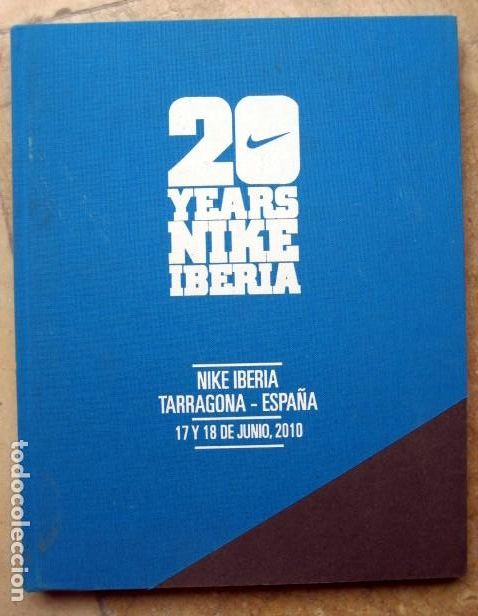 20
YEARS
NIKE
IBERIA
NIKE IBERIA
TARRAGONA - ESPAÑA
17 Y 18 DE JUNIO, 2010
todocoleccion